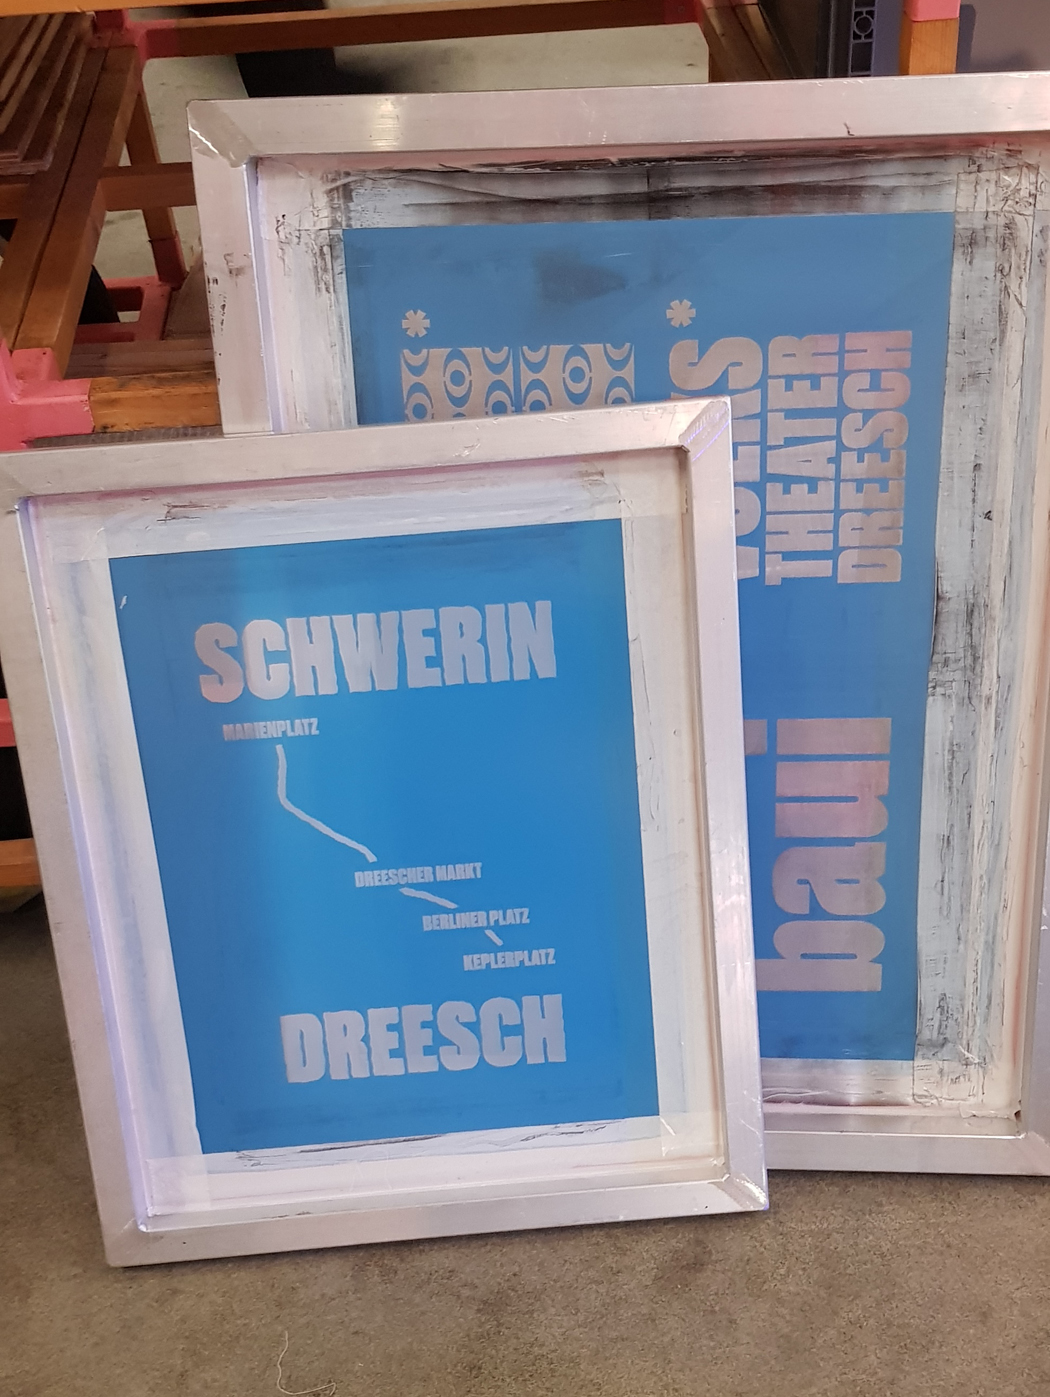 SCHWERIN
MARIENPLATZ
DREESCHER MARKT
BERLINER PLATZ
KEPLERPLATZ
DREESCH
THEATER
DREESCH